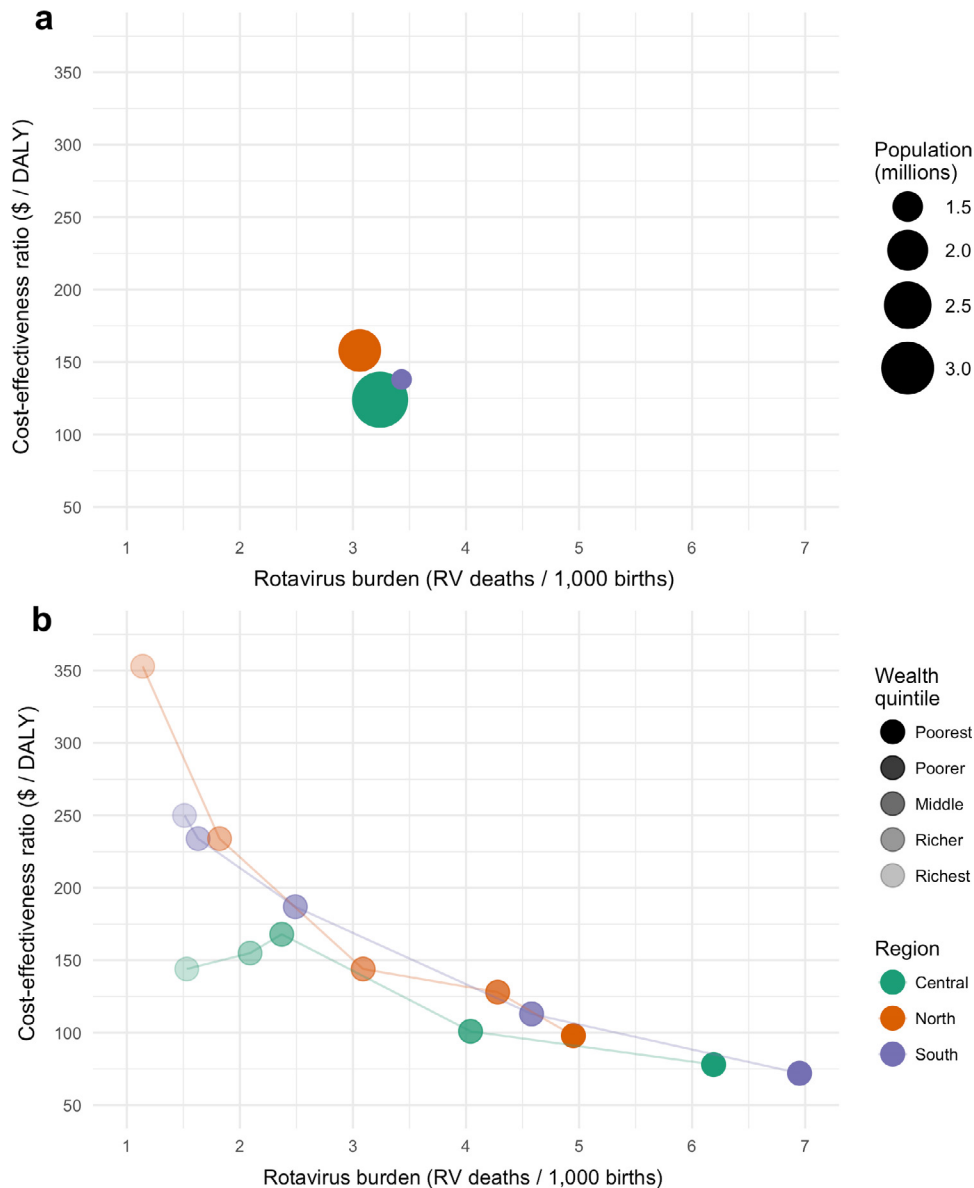 a
350
300
250
200
150
100
50
Cost-effectiveness ratio ($ / DALY)
1 2 3 4 5 6 7
Rotavirus burden (RV deaths / 1,000 births)
Population
(millions)
1.5
2.0
2.5
3.0
b
350
300
250
200
150
100
50
Cost-effectiveness ratio ($ / DALY)
1 2 3 4 5 6 7
Rotavirus burden (RV deaths / 1,000 births)
Wealth
quintile
Poorest
Poorer
Middle
Richer
Richest
Region
Central
North
South